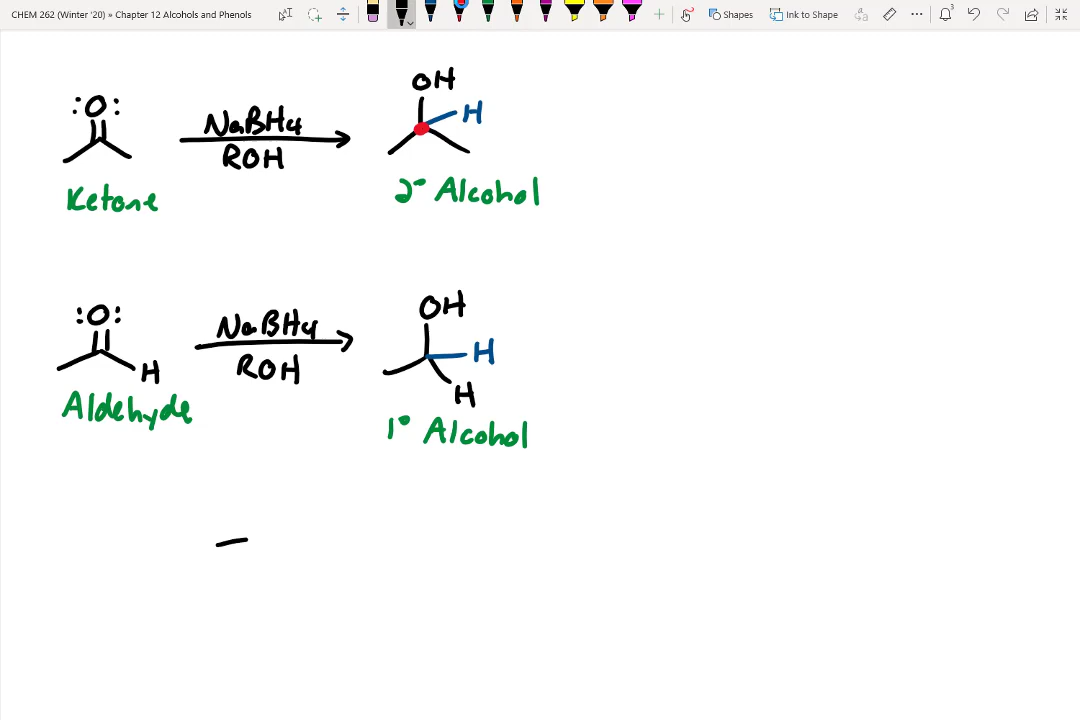 CHEM 262 (Winter '20) » Chapter 12 Alcohols and Phenols
Shapes
Ink to Shape
3
OH
:O:
H
NaBH4
ROH
Ketone
2° Alcohol
OH
:O:
NaBH4
H
ROH
H
H
Aldehyde
1° Alcohol